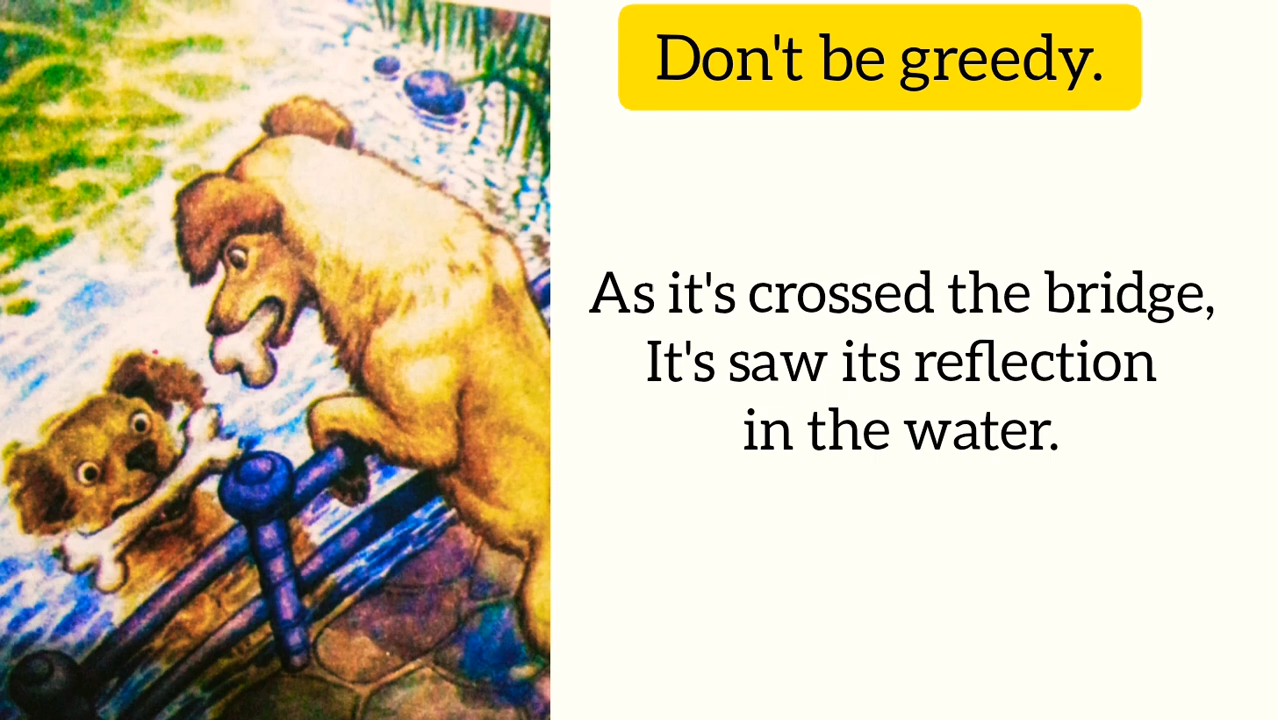 Don't be greedy.
As it's crossed the bridge,
It's saw its reflection
in the water.